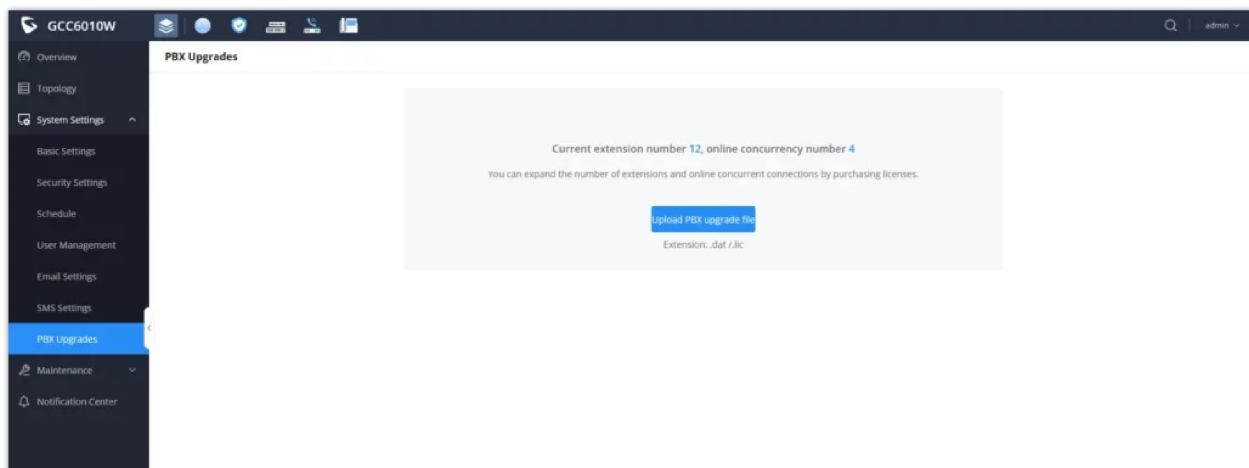 GCC6010W
admin
Overview
PBX Upgrades
Topology
System Settings
Basic Settings
Security Settings
Schedule
User Management
Email Settings
SMS Settings
PBX Upgrades
Maintenance
Notification Center
Current extension number 12, online concurrency number 4
You can expand the number of extensions and online concurrent connections by purchasing licenses.
Upload PBX upgrade file
Extension: .dat /.lic